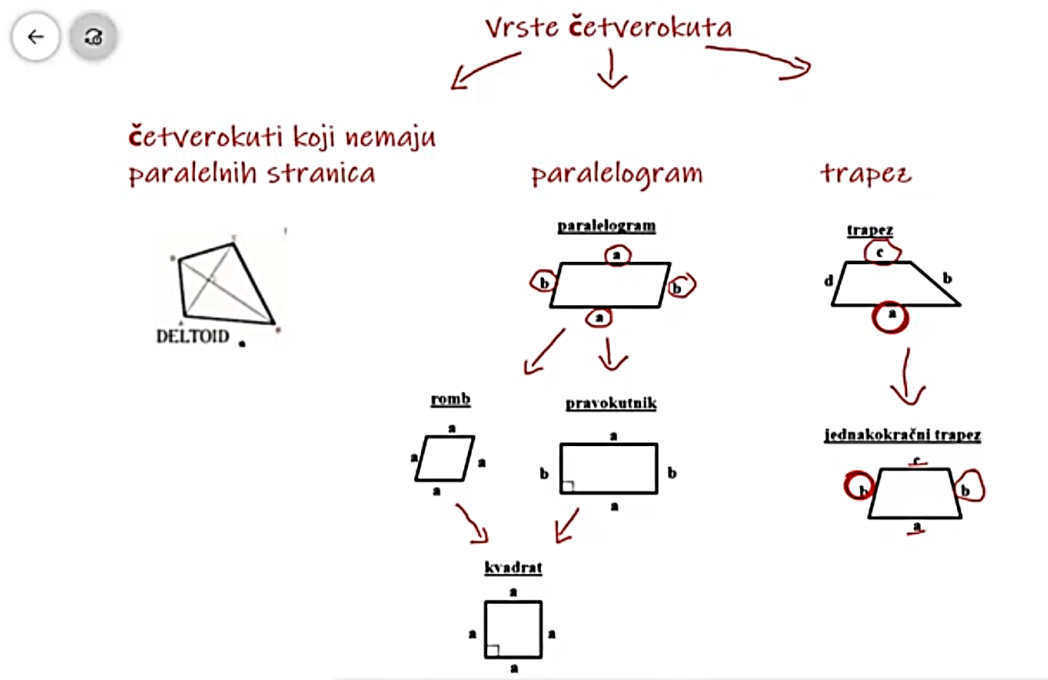 Vrste četverokuta
četverokuti koji nemaju
paralelnih stranica
paralelogram
trapez
paralelogram
a
b
b
a
trapez
c
d
b
a
DELTOID
romb
a
a
a
a
pravokutnik
a
b
b
a
jednakokračni trapez
c
b
b
a
kvadrat
a
a
a
a